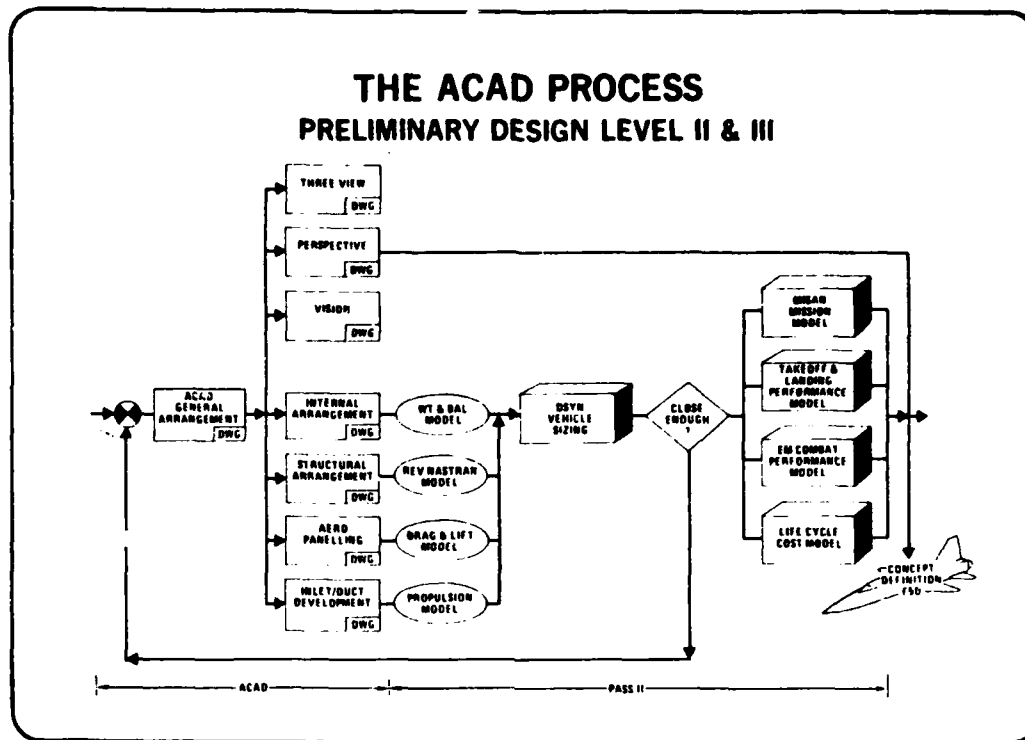 THE ACAD PROCESS
PRELIMINARY DESIGN LEVEL II & III
THREE VIEW
DWG
PERSPECTIVE
DWG
VISION
DWG
ACAD
GENERAL
ARRANGEMENT
DWG
INTERNAL
ARRANGEMENT
DWG
STRUCTURAL
ARRANGEMENT
DWG
AERO
PANELLING
DWG
INLET/DUCT
DEVELOPMENT
DWG
WT & BAL
MODEL
REV NASTRAN
MODEL
DRAG & LIFT
MODEL
PROPULSION
MODEL
DSYN
VEHICLE
SIZING
CLOSE
ENOUGH
?
MISSION
MODEL
TAKEOFF &
LANDING
PERFORMANCE
MODEL
EM COMBAT
PERFORMANCE
MODEL
LIFE CYCLE
COST MODEL
CONCEPT
DEFINITION
ACAD
PASS II